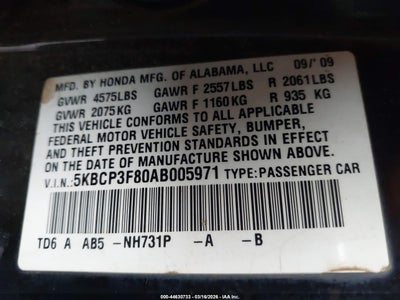 MFD. BY HONDA MFG. OF ALABAMA, LLC 09/'09
GVWR 4575LBS GAWR F 2557LBS R 2061LBS
GVWR 2075KG GAWR F 1160KG R 935 KG
THIS VEHICLE CONFORMS TO ALL APPLICABLE
FEDERAL MOTOR VEHICLE SAFETY, BUMPER,
AND THEFT PREVENTION STANDARDS IN EFFECT
ON THE DATE OF MANUFACTURE SHOWN ABOVE.
V.I.N.:5KBCP3F80AB005971 TYPE:PASSENGER CAR
TD6 A AB5 -NH731P -A -B
000-44630733 - 03/16/2026 - IAA Inc.